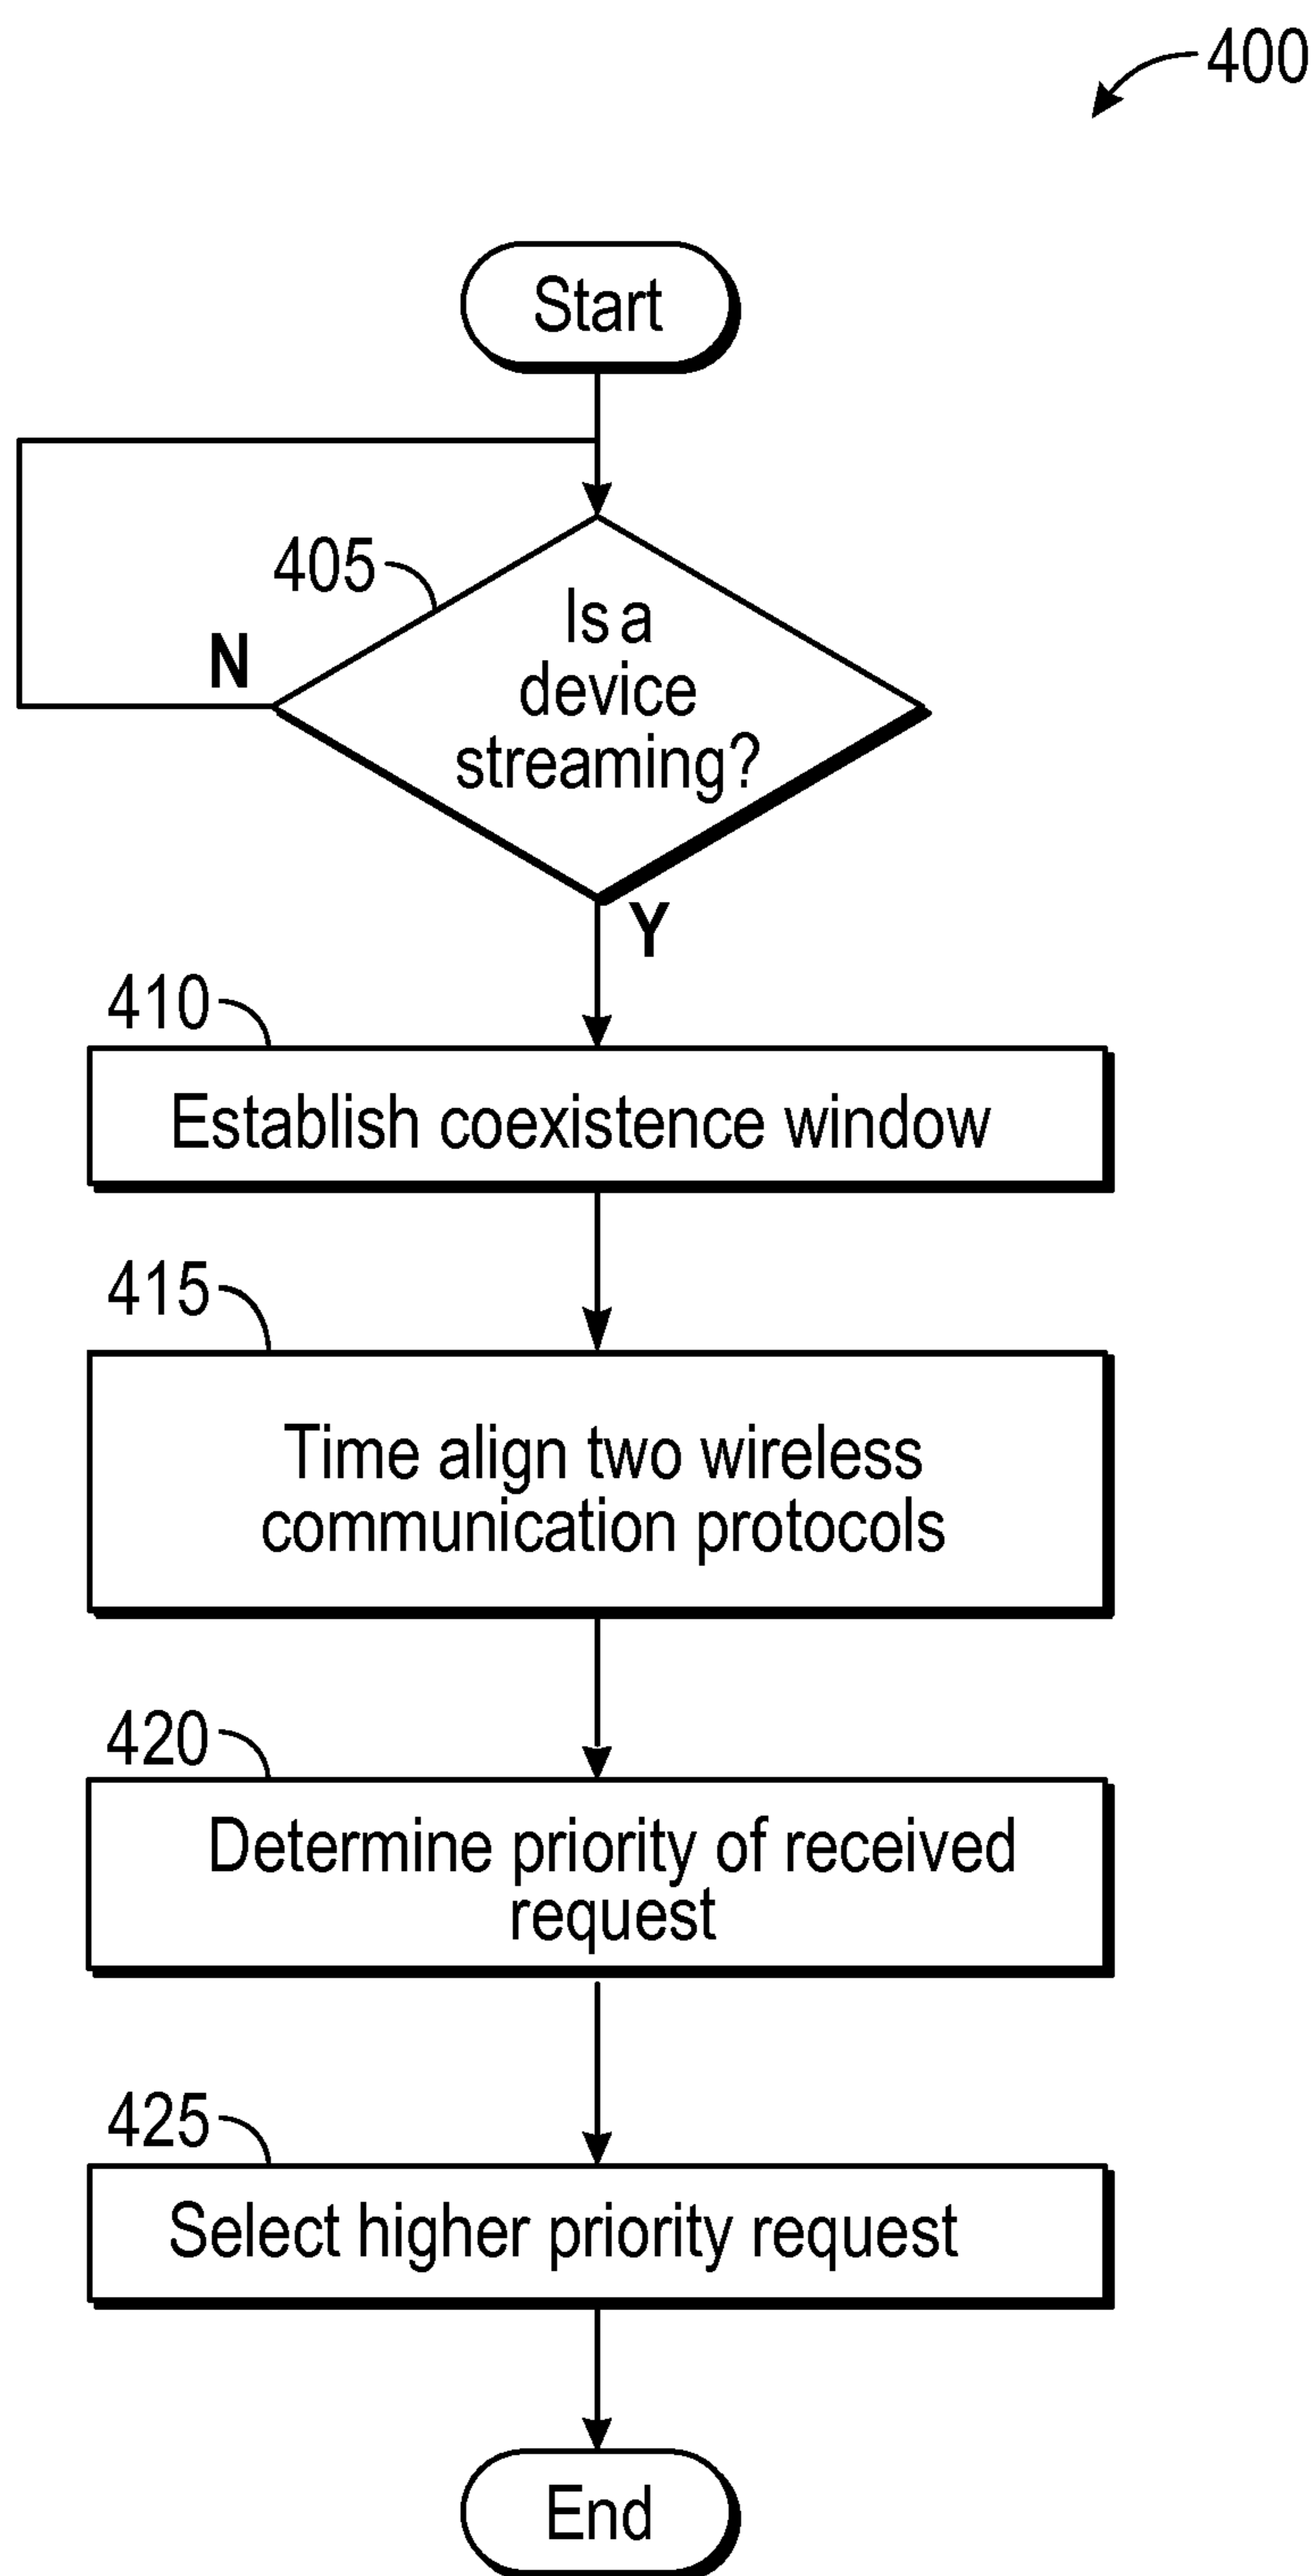 400
Start
405
Is a
device
streaming?
N
Y
410
Establish coexistence window
415
Time align two wireless
communication protocols
420
Determine priority of received
request
425
Select higher priority request
End